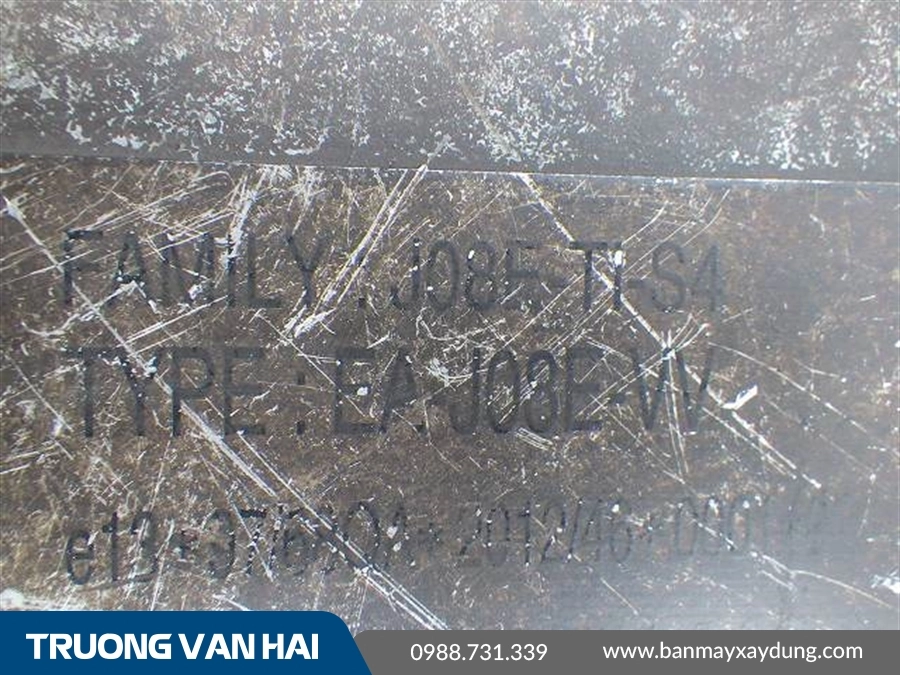 FAMILY : J08E-TI-S4
TYPE : EA-J08E-VV
TRUONG VAN HAI
0988.731.339
www.banmayxaydung.com